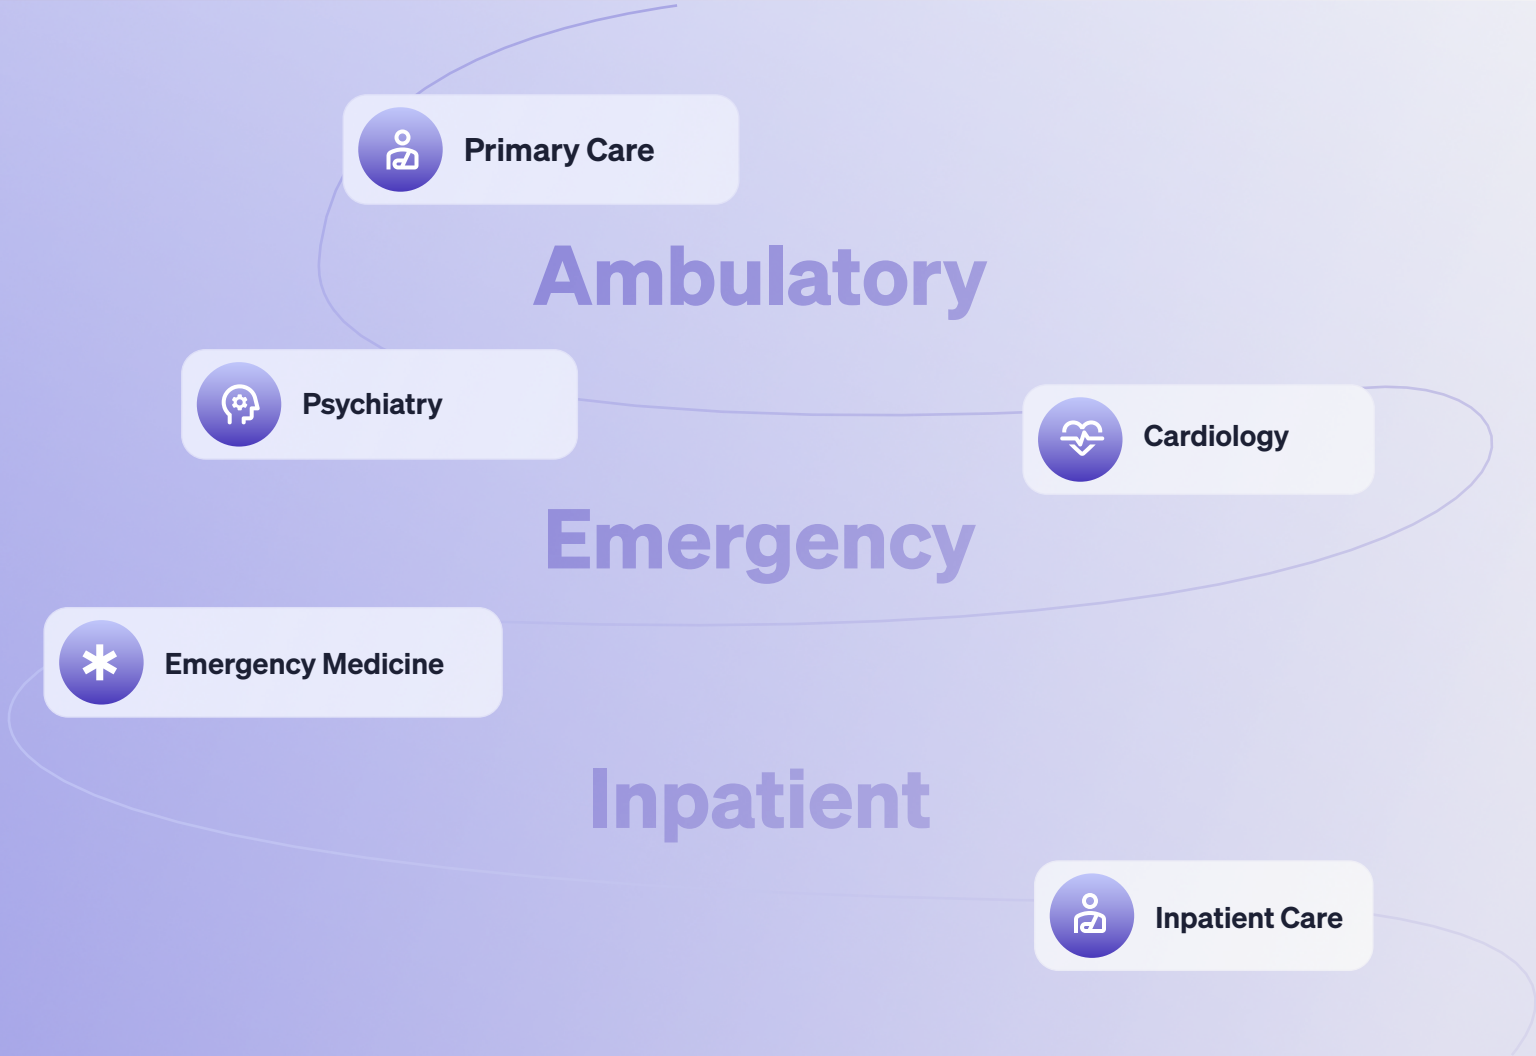 Primary Care
Ambulatory
Psychiatry
Cardiology
Emergency
Emergency Medicine
Inpatient
Inpatient Care